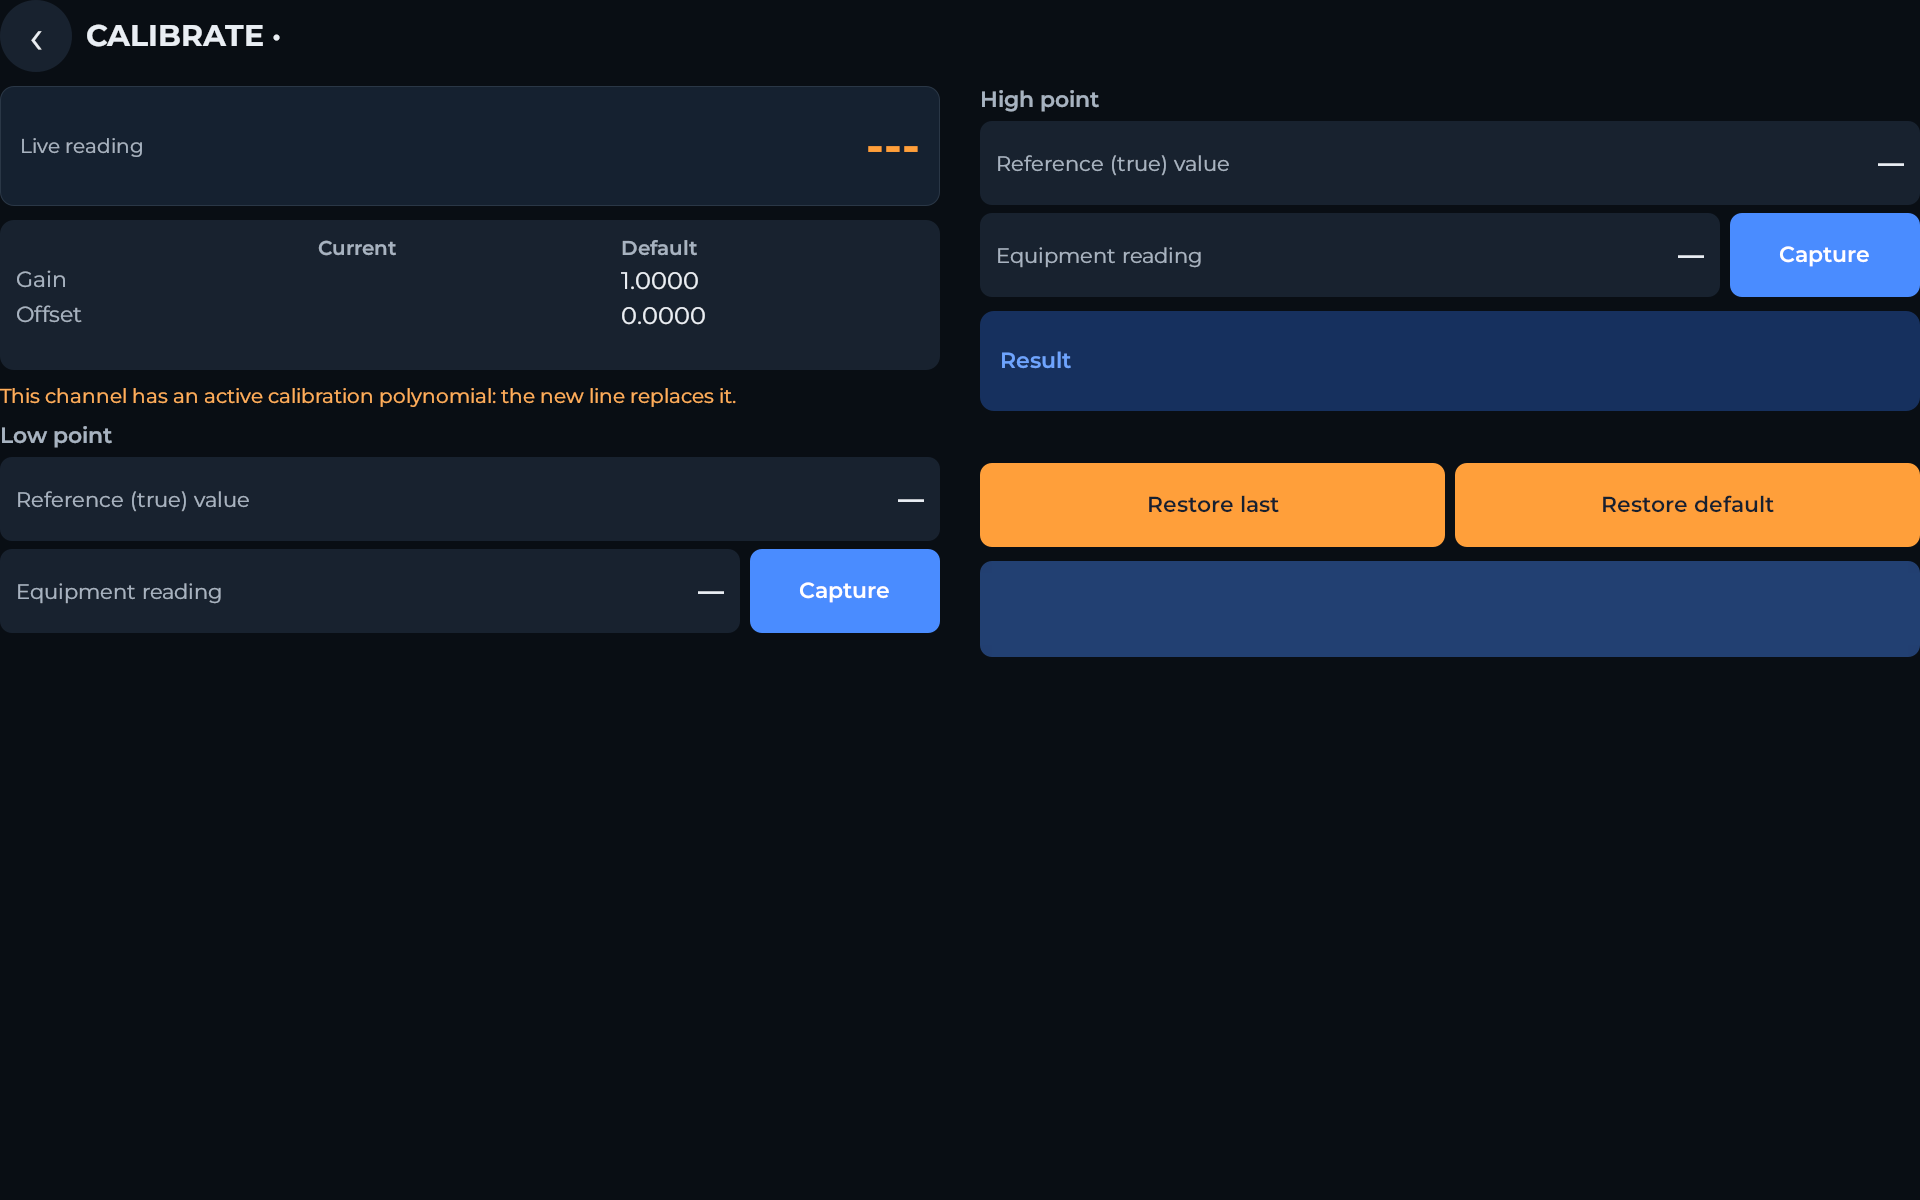 ‹ CALIBRATE •
Live reading ---
Current Default
Gain 1.0000
Offset 0.0000
This channel has an active calibration polynomial: the new line replaces it.
Low point
Reference (true) value —
Equipment reading — Capture
High point
Reference (true) value —
Equipment reading — Capture
Result
Restore last Restore default